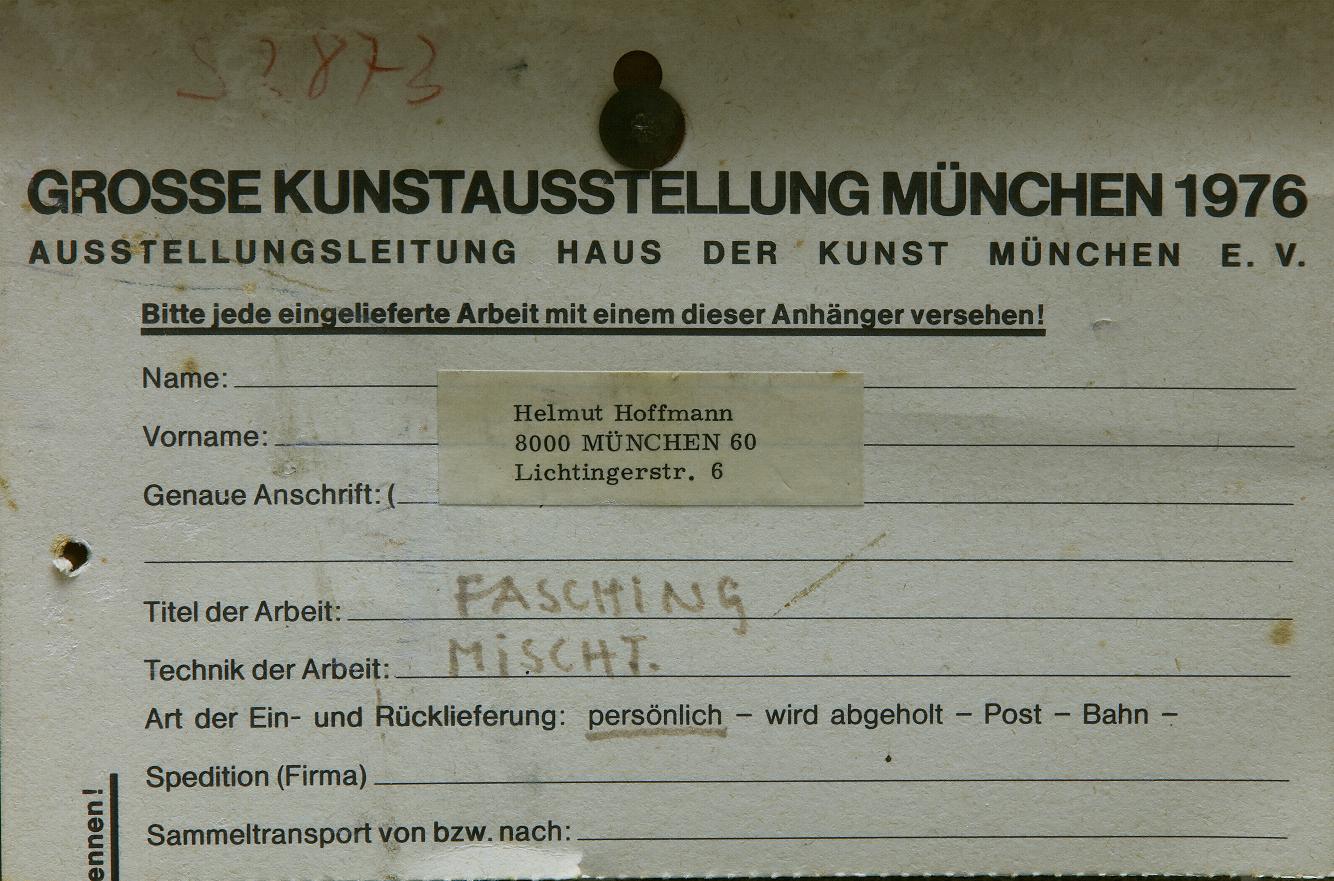 S2873
GROSSE KUNSTAUSSTELLUNG MÜNCHEN 1976
AUSSTELLUNGSLEITUNG HAUS DER KUNST MÜNCHEN E. V.
Bitte jede eingelieferte Arbeit mit einem dieser Anhänger versehen!
Name:
Helmut Hoffmann
Vorname:
8000 MÜNCHEN 60
Lichtingerstr. 6
Genaue Anschrift: (
Titel der Arbeit: FASCHING
Technik der Arbeit: MISCHT.
Art der Ein- und Rücklieferung: persönlich – wird abgeholt – Post – Bahn –
Spedition (Firma)
Sammeltransport von bzw. nach:
ennen!